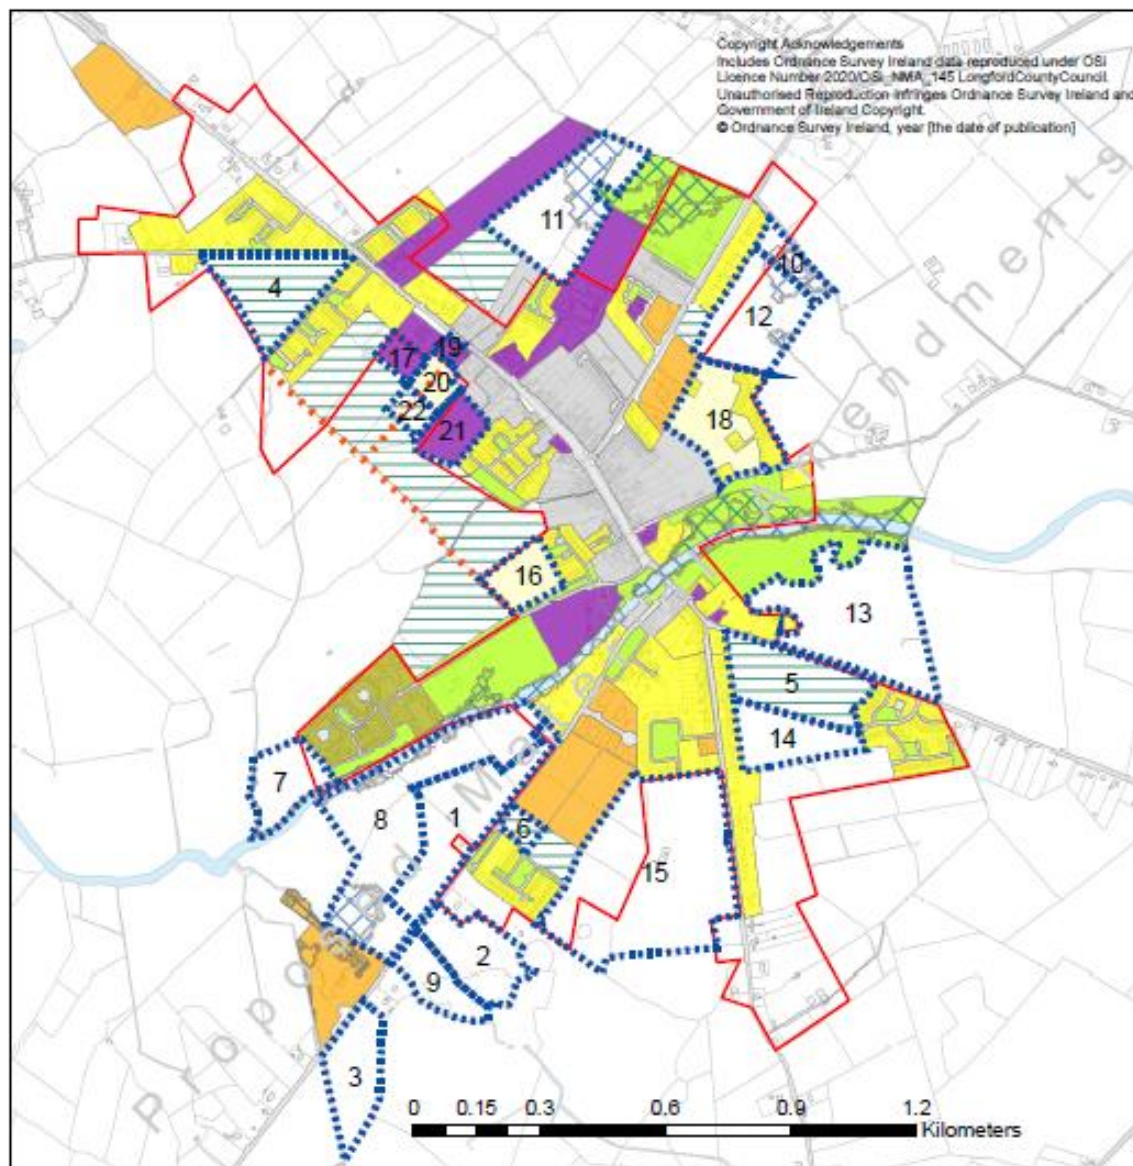 Copyright Acknowledgements
Includes Ordnance Survey Ireland data reproduced under OSi
Licence Number 2020/OSi_NMA_145 LongfordCountyCouncil.
Unauthorised Reproduction infringes Ordnance Survey Ireland and
Government of Ireland Copyright.
© Ordnance Survey Ireland, year [the date of publication]
11
10
4
12
19
17
20
22
18
21
16
13
5
14
7
1
8
6
15
2
9
3
0 0.15 0.3 0.6 0.9 1.2
Kilometers